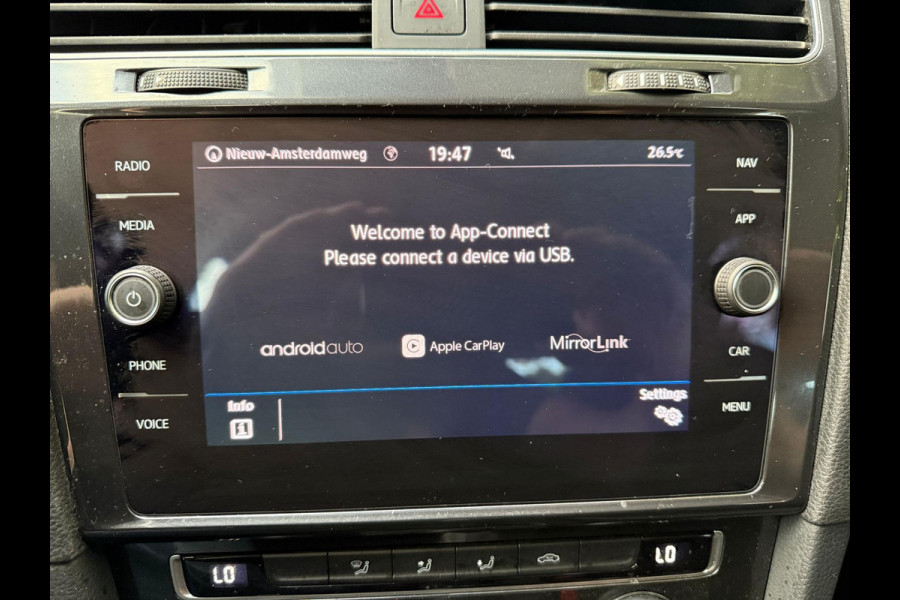 RADIO
MEDIA
PHONE
VOICE
Nieuw-Amsterdamweg 19:47 26.5°C
Welcome to App-Connect
Please connect a device via USB.
androidauto Apple CarPlay MirrorLink
Info
Settings
NAV
APP
CAR
MENU
LO LO